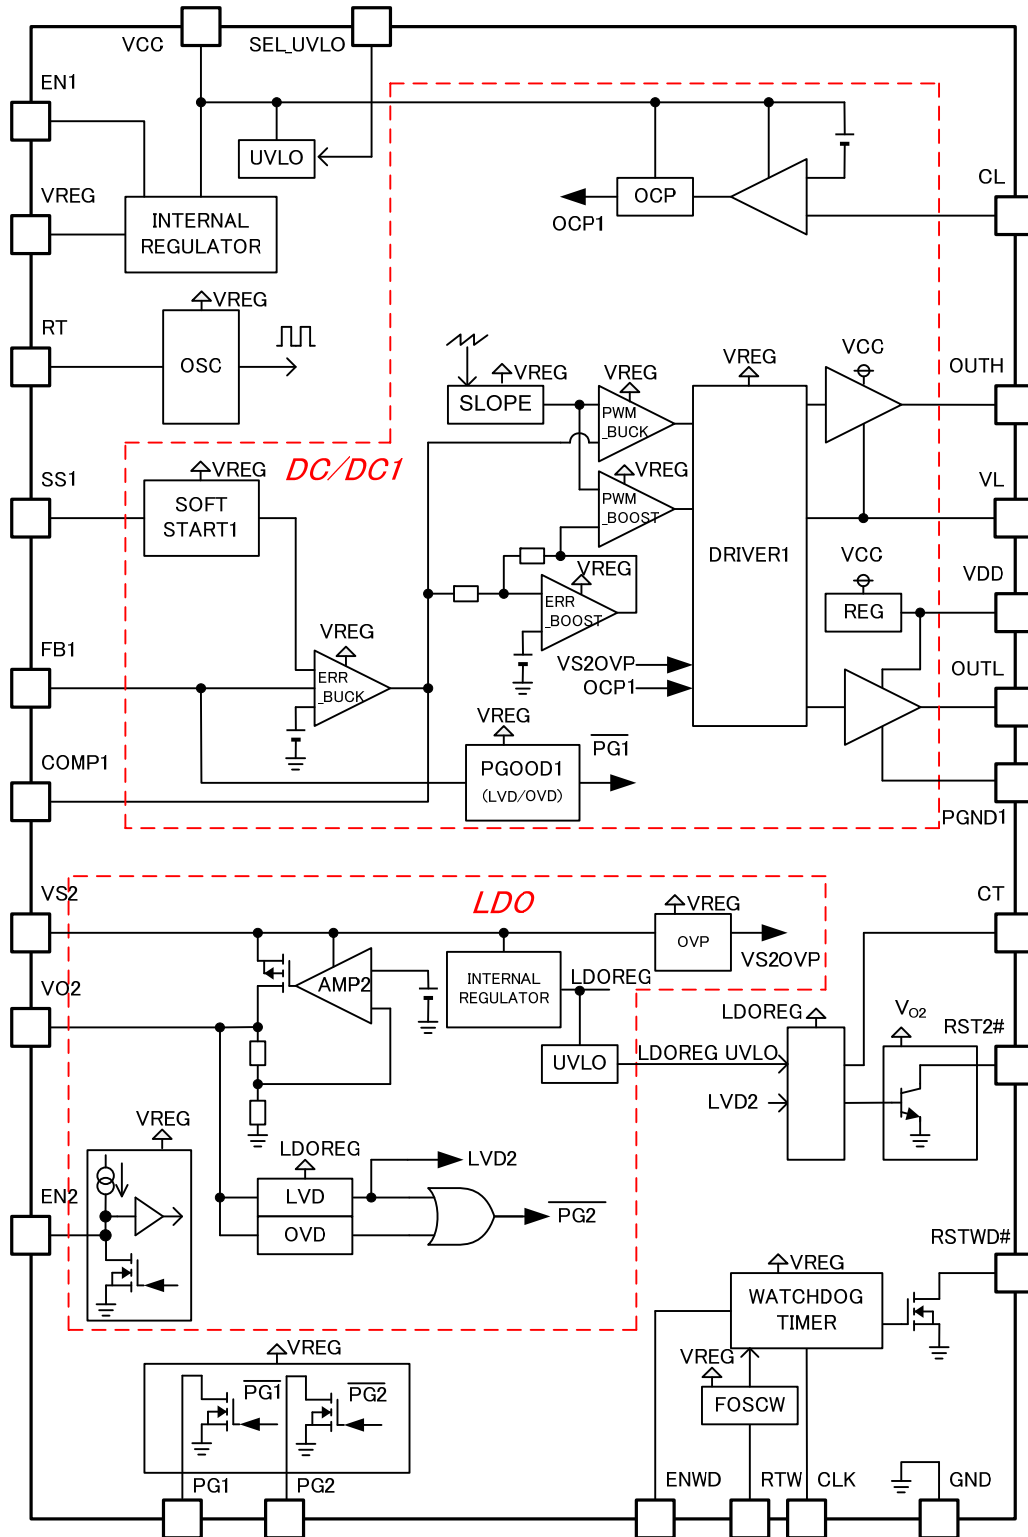 VCC
SEL_UVLO
EN1
UVLO
VREG
INTERNAL
REGULATOR
OCP
OCP1
CL
VREG
RT
OSC
VREG
SLOPE
VREG
PWM
_BUCK
VREG
VCC
OUTH
DC/DC1
SS1
VREG
SOFT
START1
VREG
PWM
_BOOST
DRIVER1
VL
VCC
VDD
REG
VREG
ERR
_BOOST
FB1
VREG
ERR
_BUCK
VS2OVP
OCP1
OUTL
VREG
PGOOD1
(LVD/OVD)
PG1
COMP1
PGND1
VS2
LDO
VREG
OVP
VS2OVP
CT
VO2
AMP2
INTERNAL
REGULATOR
LDOREG
UVLO
LDOREG UVLO
LDOREG
LVD2
VO2
RST2#
VREG
EN2
LDOREG
LVD
OVD
LVD2
PG2
RSTWD#
VREG
WATCHDOG
TIMER
VREG
FOSCW
VREG
PG1
PG2
PG1
PG2
ENWD
RTW
CLK
GND